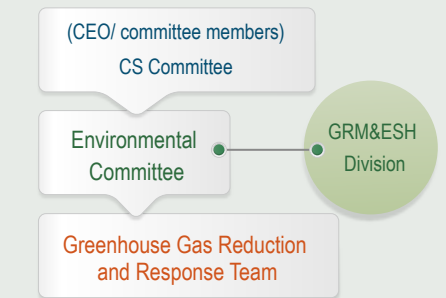 (CEO/ committee members)
CS Committee
Environmental
Committee
GRM&ESH
Division
Greenhouse Gas Reduction
and Response Team